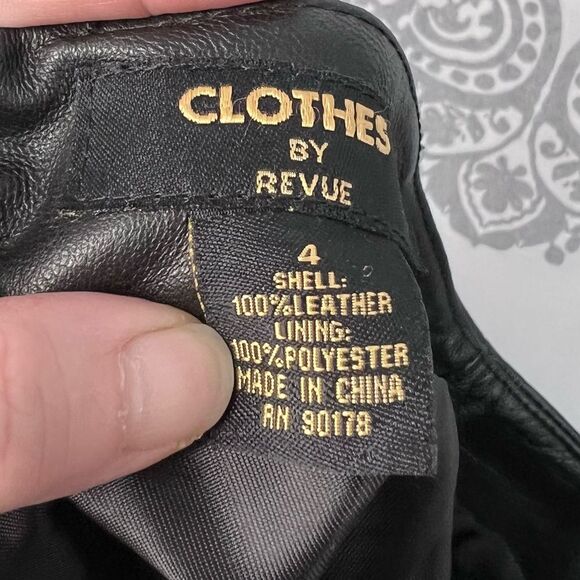 CLOTHES
BY
REVUE
4
SHELL:
100%LEATHER
LINING:
100%POLYESTER
MADE IN CHINA
RN 90178